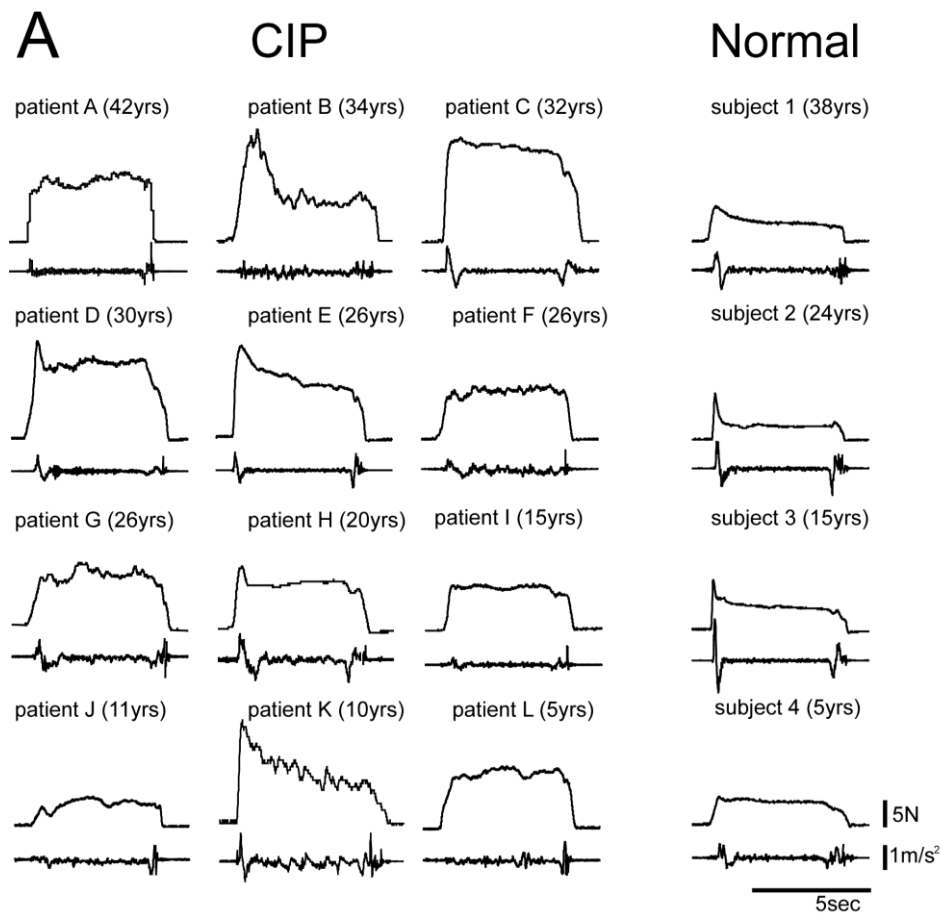 A CIP Normal
patient A (42yrs) patient B (34yrs) patient C (32yrs) subject 1 (38yrs)
patient D (30yrs) patient E (26yrs) patient F (26yrs) subject 2 (24yrs)
patient G (26yrs) patient H (20yrs) patient I (15yrs) subject 3 (15yrs)
patient J (11yrs) patient K (10yrs) patient L (5yrs) subject 4 (5yrs)
5N
1m/s²
5sec